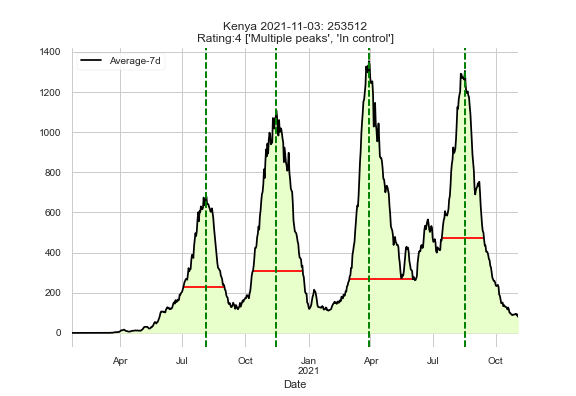 Kenya 2021-11-03: 253512
Rating:4 ['Multiple peaks', 'In control']
Average-7d
1400
1200
1000
800
600
400
200
0
Apr Jul Oct Jan Apr Jul Oct
2021
Date